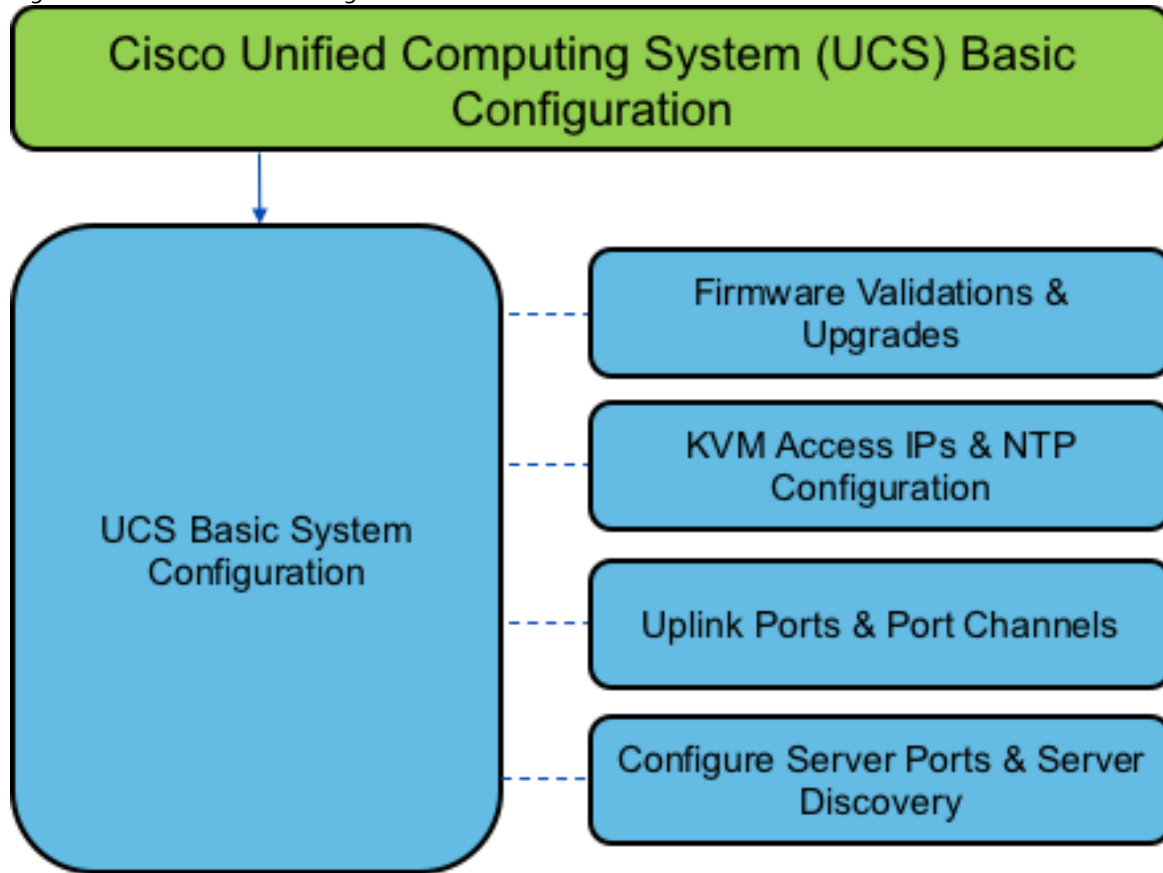 Cisco Unified Computing System (UCS) Basic
Configuration
UCS Basic System
Configuration
Firmware Validations &
Upgrades
KVM Access IPs & NTP
Configuration
Uplink Ports & Port Channels
Configure Server Ports & Server
Discovery